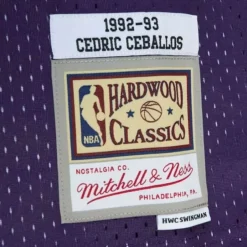 1992-93
CEDRIC CEBALLOS
NBA
HARDWOOD
CLASSICS
NOSTALGIA CO.
Mitchell & Ness
PHILADELPHIA, PA.
HWC SWINGMAN